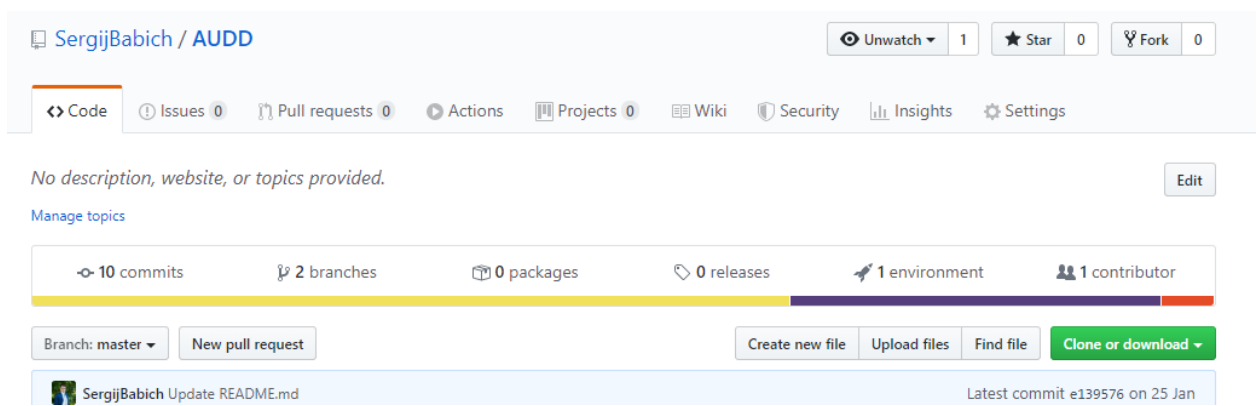 SergijBabich / AUDD Unwatch 1 Star 0 Fork 0
Code Issues 0 Pull requests 0 Actions Projects 0 Wiki Security Insights Settings
No description, website, or topics provided. Edit
Manage topics
10 commits 2 branches 0 packages 0 releases 1 environment 1 contributor
Branch: master New pull request Create new file Upload files Find file Clone or download
SergijBabich Update README.md Latest commit e139576 on 25 Jan